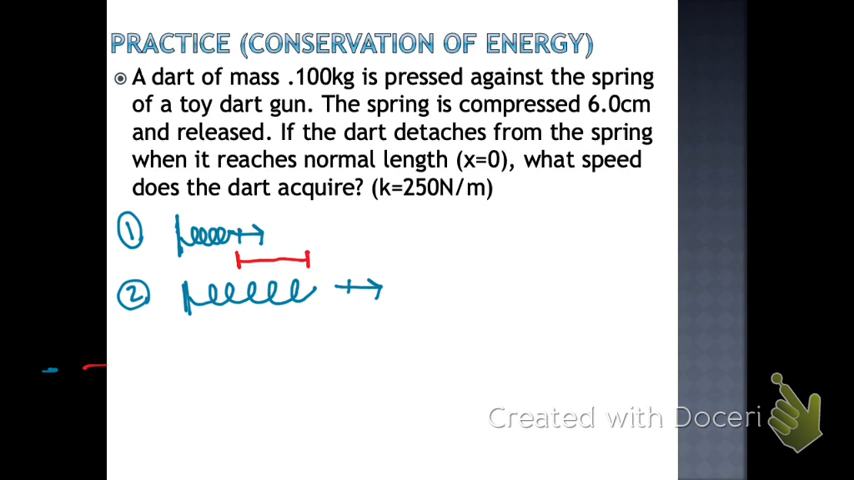 PRACTICE (CONSERVATION OF ENERGY)
A dart of mass .100kg is pressed against the spring
of a toy dart gun. The spring is compressed 6.0cm
and released. If the dart detaches from the spring
when it reaches normal length (x=0), what speed
does the dart acquire? (k=250N/m)
1
2
Created with Doceri